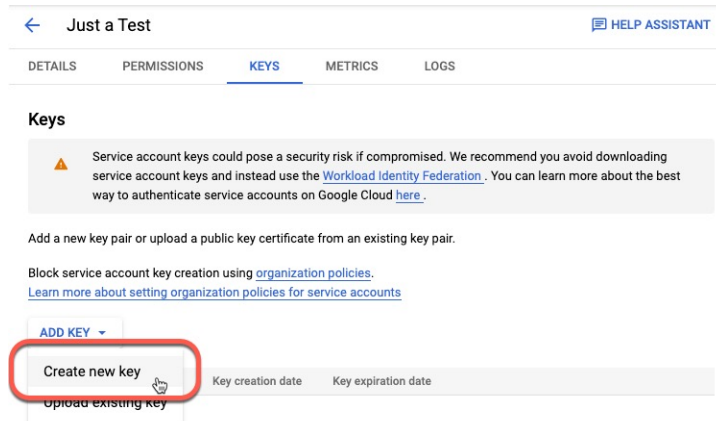 Just a Test
HELP ASSISTANT
DETAILS PERMISSIONS KEYS METRICS LOGS
Keys
Service account keys could pose a security risk if compromised. We recommend you avoid downloading
service account keys and instead use the Workload Identity Federation . You can learn more about the best
way to authenticate service accounts on Google Cloud here .
Add a new key pair or upload a public key certificate from an existing key pair.
Block service account key creation using organization policies.
Learn more about setting organization policies for service accounts
ADD KEY
Create new key
Key creation date Key expiration date
Upload existing key